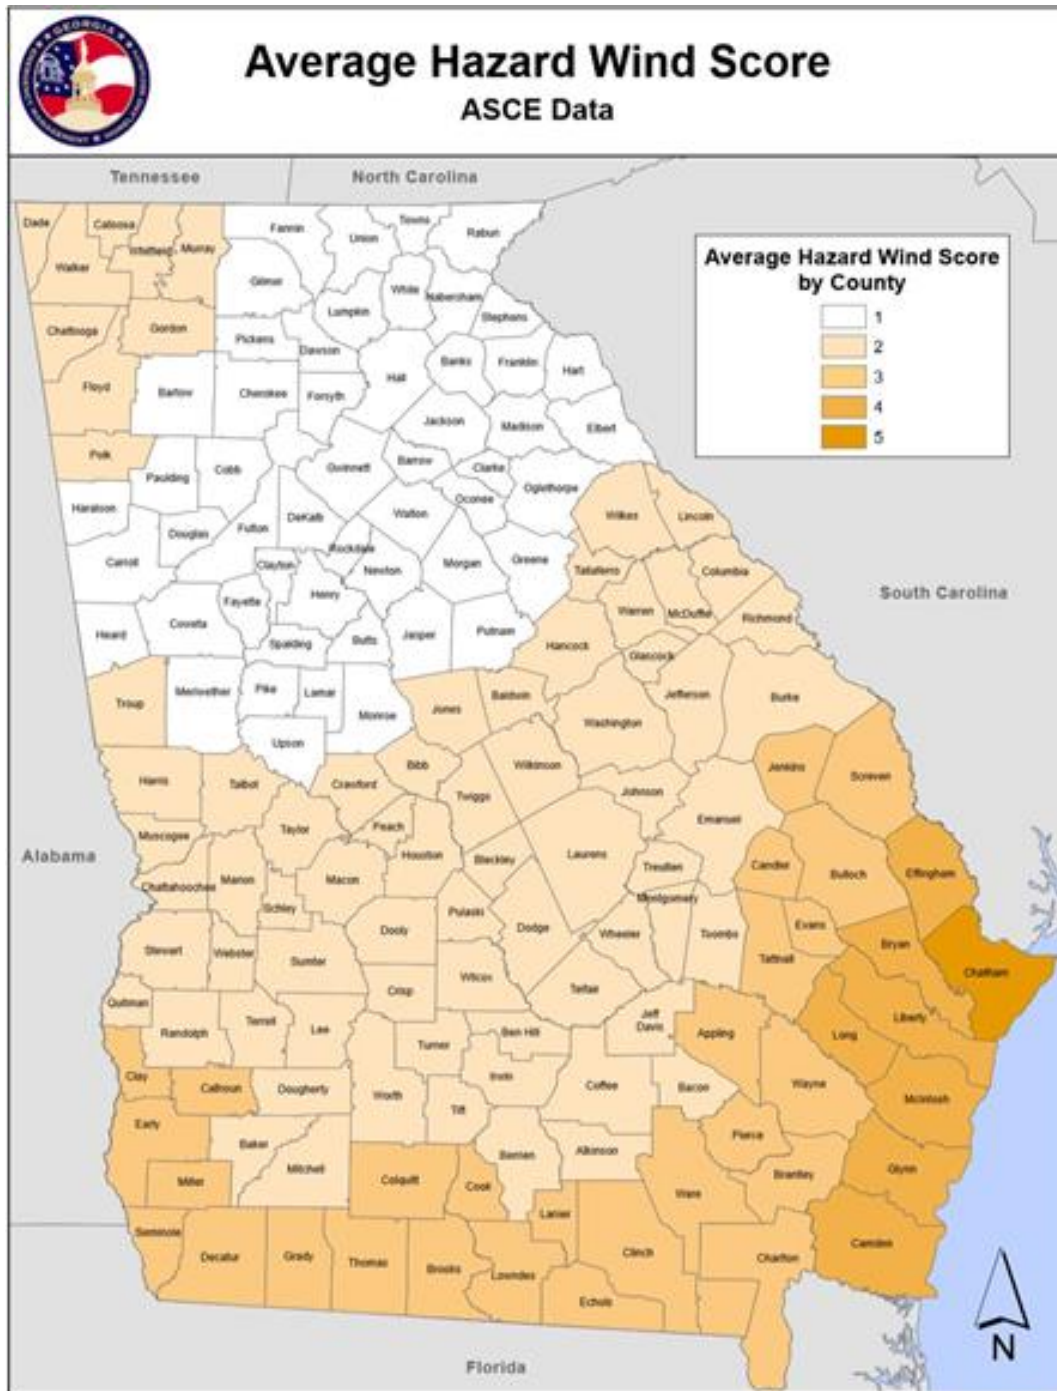 GEORGIA
Average Hazard Wind Score
ASCE Data
Tennessee
North Carolina
Average Hazard Wind Score
by County
1
2
3
4
5
Dade
Catoosa
Whitfield
Murray
Fannin
Union
Towns
Rabun
Walker
Gilmer
Lumpkin
White
Habersham
Stephens
Chattooga
Gordon
Pickens
Dawson
Banks
Franklin
Hart
Floyd
Bartow
Cherokee
Forsyth
Hall
Jackson
Madison
Elbert
Polk
Paulding
Cobb
Gwinnett
Barrow
Clarke
Oconee
Oglethorpe
Haralson
Douglas
Fulton
DeKalb
Walton
Wilkes
Lincoln
Carroll
Clayton
Rockdale
Newton
Morgan
Greene
Taliaferro
Columbia
South Carolina
Heard
Coweta
Fayette
Henry
Spalding
Butts
Jasper
Putnam
Warren
McDuffie
Richmond
Hancock
Glascock
Troup
Meriwether
Pike
Lamar
Monroe
Jones
Baldwin
Washington
Jefferson
Burke
Upson
Harris
Talbot
Crawford
Bibb
Twiggs
Wilkinson
Johnson
Jenkins
Screven
Muscogee
Taylor
Peach
Houston
Bleckley
Laurens
Treutlen
Emanuel
Candler
Bulloch
Effingham
Alabama
Chattahoochee
Marion
Schley
Macon
Pulaski
Dodge
Wheeler
Montgomery
Toombs
Tattnall
Evans
Bryan
Chatham
Stewart
Webster
Sumter
Dooly
Wilcox
Telfair
Jeff
Davis
Appling
Long
Liberty
Quitman
Randolph
Terrell
Lee
Crisp
Turner
Ben Hill
Irwin
Coffee
Bacon
Wayne
McIntosh
Clay
Calhoun
Dougherty
Worth
Tift
Early
Baker
Mitchell
Berrien
Atkinson
Pierce
Brantley
Glynn
Miller
Colquitt
Cook
Lanier
Ware
Seminole
Decatur
Grady
Thomas
Brooks
Lowndes
Clinch
Echols
Charlton
Camden
Florida
N